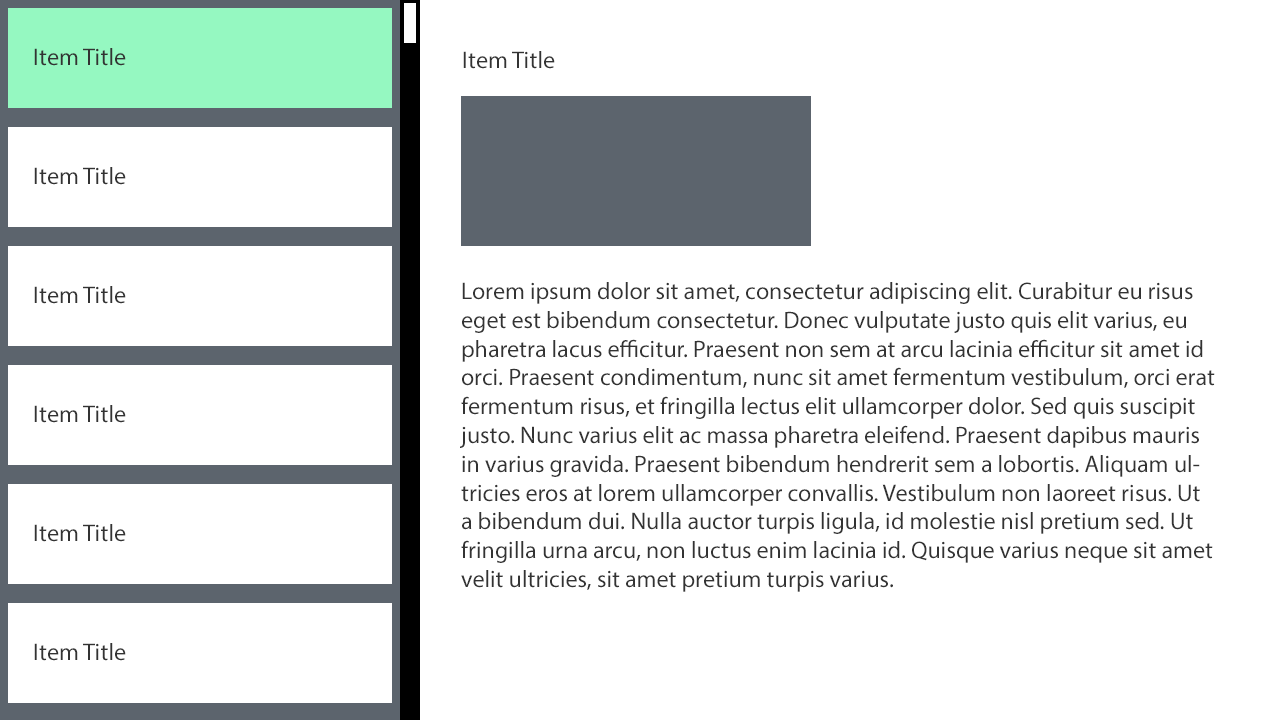 Item Title
Item Title
Item Title
Item Title
Item Title
Item Title
Item Title
Lorem ipsum dolor sit amet, consectetur adipiscing elit. Curabitur eu risus
eget est bibendum consectetur. Donec vulputate justo quis elit varius, eu
pharetra lacus efficitur. Praesent non sem at arcu lacinia efficitur sit amet id
orci. Praesent condimentum, nunc sit amet fermentum vestibulum, orci erat
fermentum risus, et fringilla lectus elit ullamcorper dolor. Sed quis suscipit
justo. Nunc varius elit ac massa pharetra eleifend. Praesent dapibus mauris
in varius gravida. Praesent bibendum hendrerit sem a lobortis. Aliquam ul-
tricies eros at lorem ullamcorper convallis. Vestibulum non laoreet risus. Ut
a bibendum dui. Nulla auctor turpis ligula, id molestie nisl pretium sed. Ut
fringilla urna arcu, non luctus enim lacinia id. Quisque varius neque sit amet
velit ultricies, sit amet pretium turpis varius.